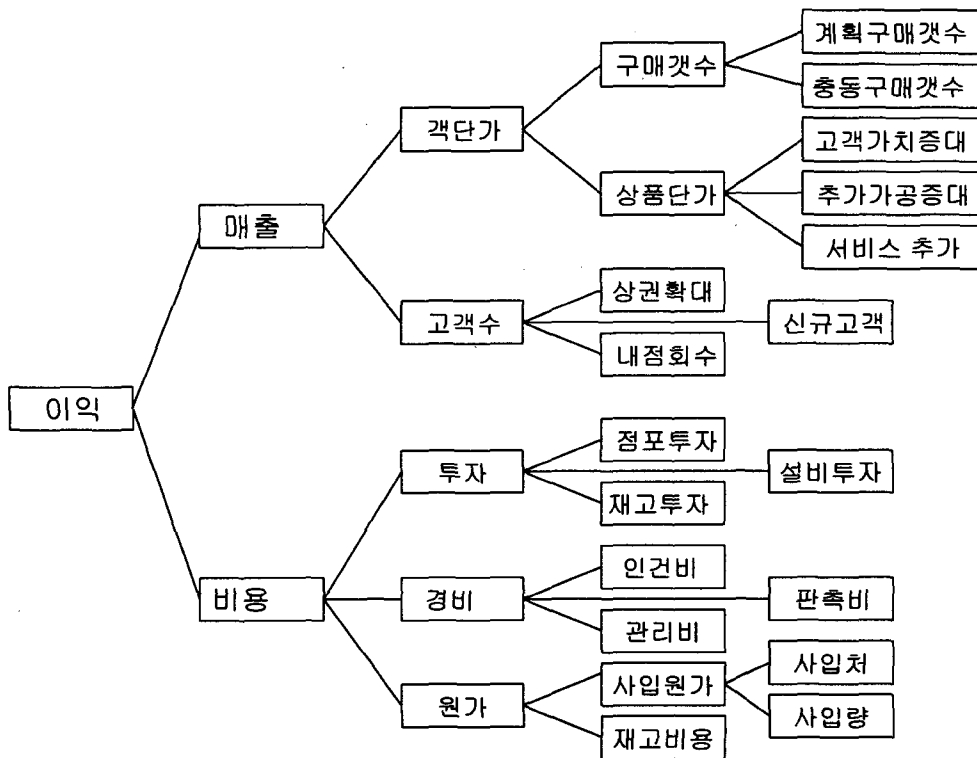 계획구매갯수
구매갯수
충동구매갯수
객단가
고객가치증대
상품단가
추가가공증대
매출
서비스 추가
상권확대
고객수
신규고객
내점회수
이익
점포투자
투자
설비투자
재고투자
인건비
비용
경비
판촉비
관리비
사입처
사입원가
원가
사입량
재고비용